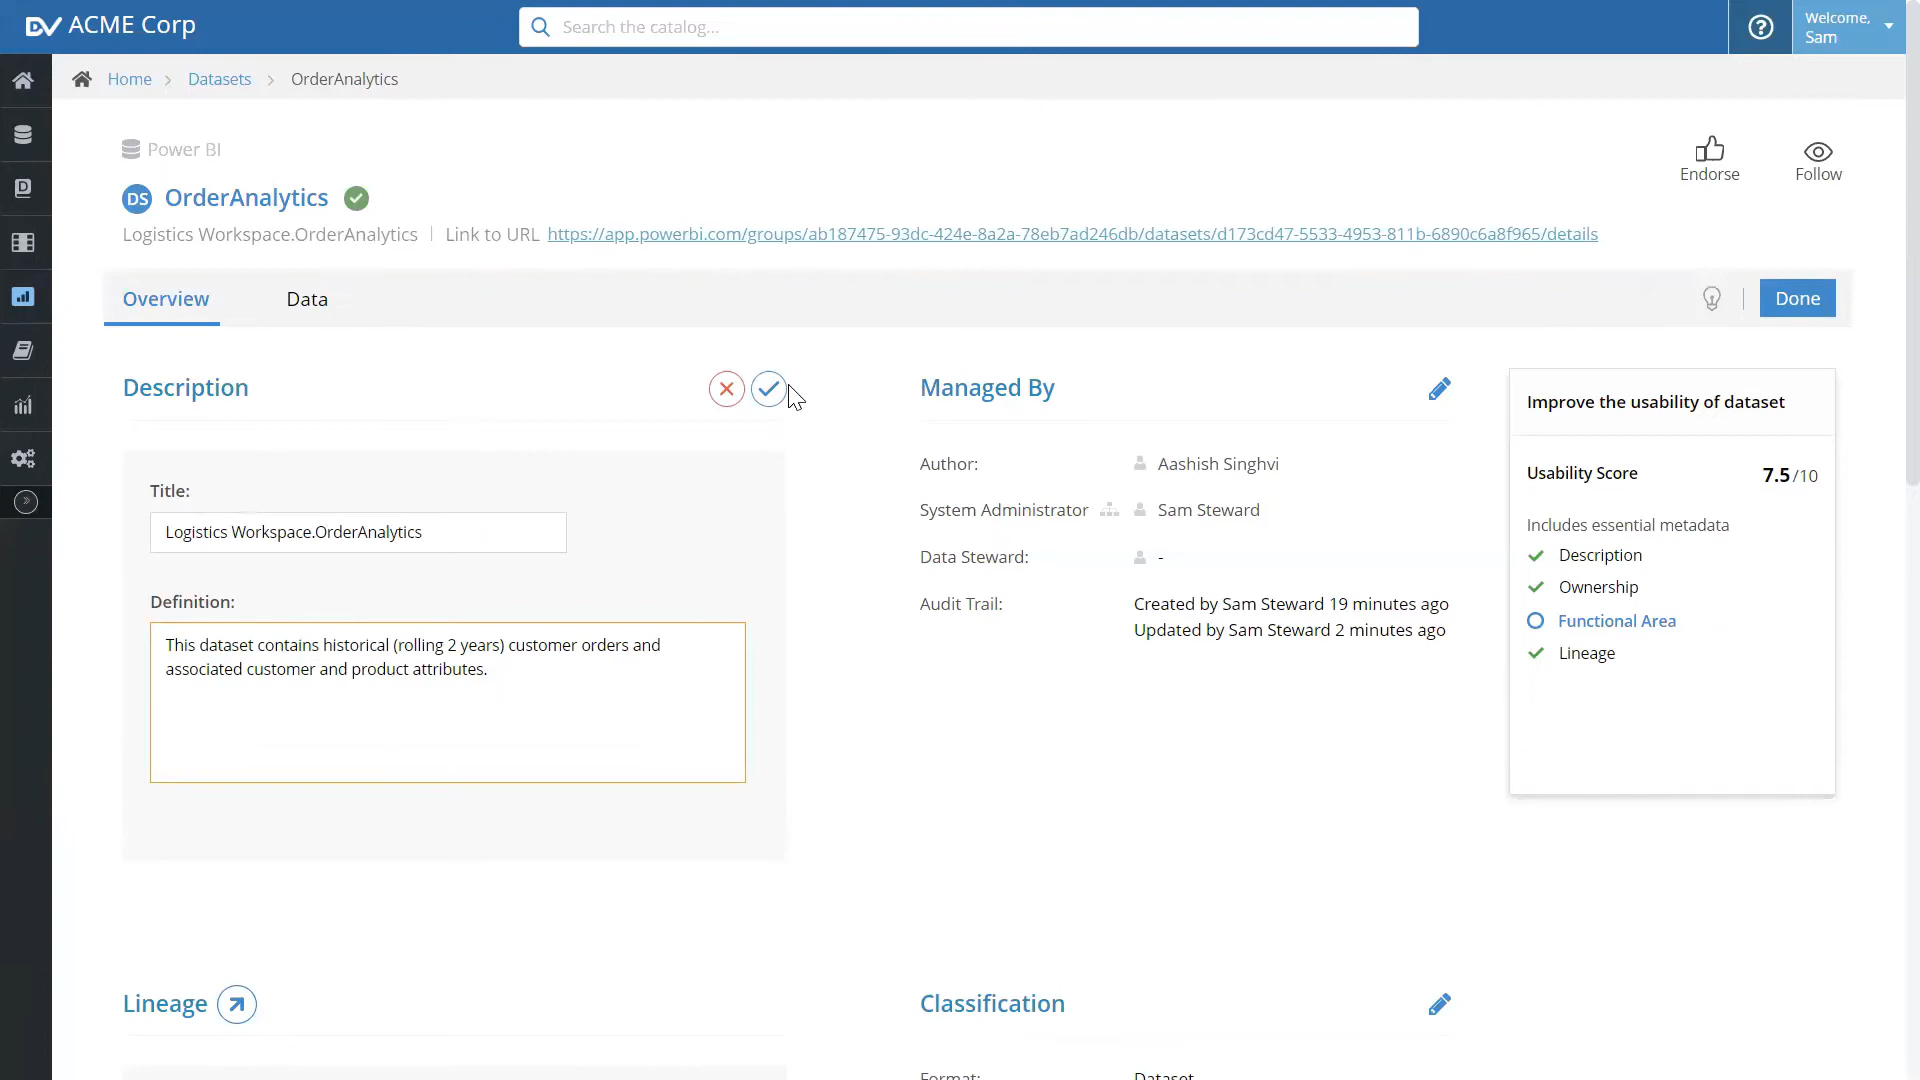 DV ACME Corp
Search the catalog...
Welcome,
Sam
Home > Datasets > OrderAnalytics
Power BI
Endorse
Follow
DS OrderAnalytics
Logistics Workspace.OrderAnalytics | Link to URL https://app.powerbi.com/groups/ab187475-93dc-424e-8a2a-78eb7ad246db/datasets/d173cd47-5533-4953-811b-6890c6a8f965/details
Overview
Data
Done
Description
Title:
Logistics Workspace.OrderAnalytics
Definition:
This dataset contains historical (rolling 2 years) customer orders and
associated customer and product attributes.
Managed By
Author: Aashish Singhvi
System Administrator Sam Steward
Data Steward: -
Audit Trail: Created by Sam Steward 19 minutes ago
Updated by Sam Steward 2 minutes ago
Improve the usability of dataset
Usability Score 7.5/10
Includes essential metadata
Description
Ownership
Functional Area
Lineage
Lineage
Classification
Format: Dataset